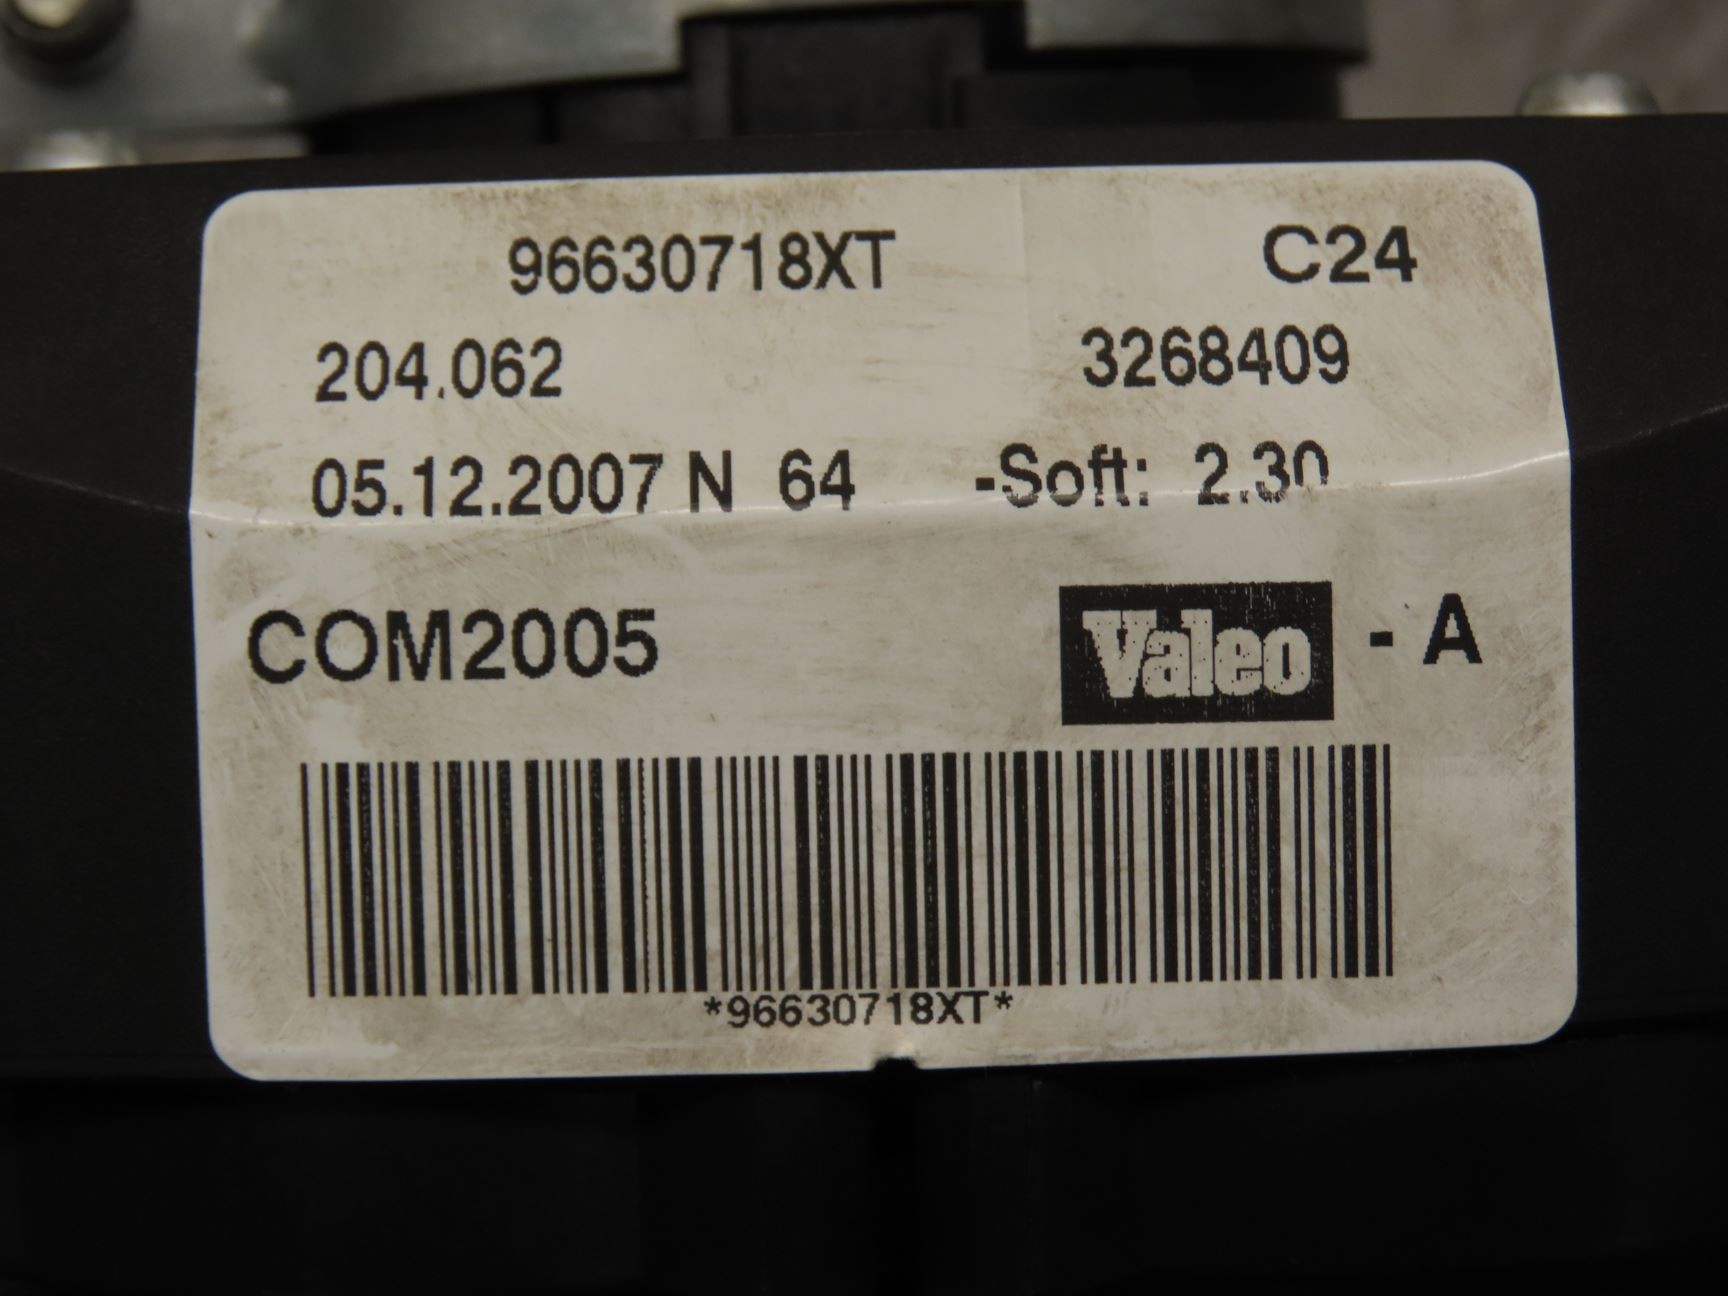 96630718XT C24
204.062 3268409
05.12.2007 N 64 -Soft: 2.30
COM2005 Valeo - A
*96630718XT*